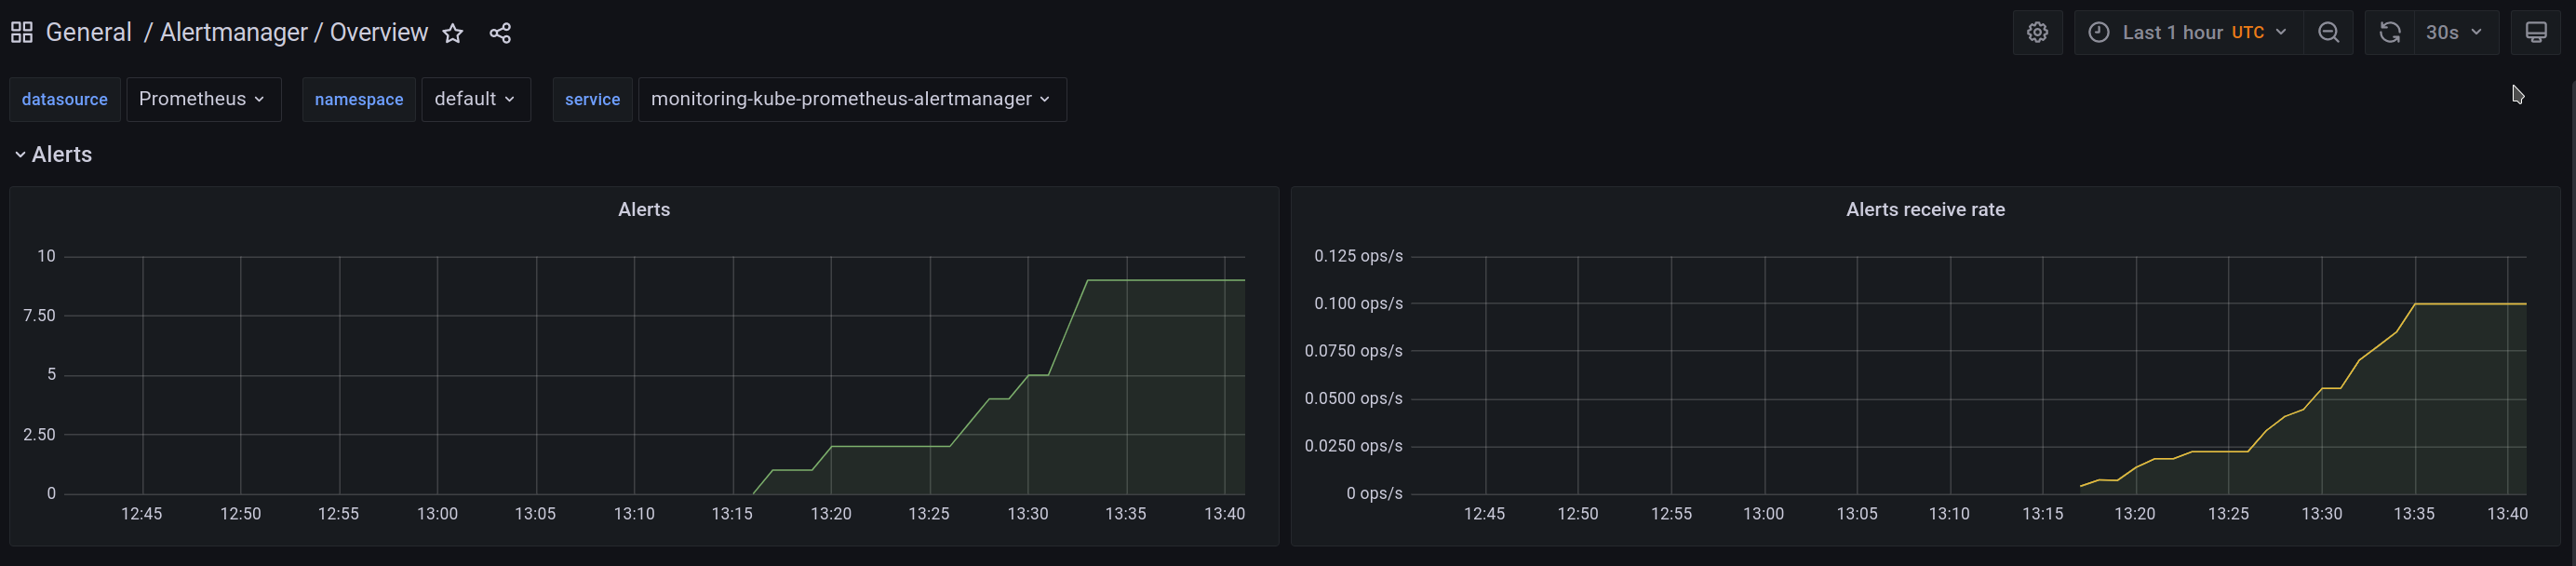 General / Alertmanager / Overview
Last 1 hour UTC
30s
datasource Prometheus namespace default service monitoring-kube-prometheus-alertmanager
Alerts
Alerts
10
7.50
5
2.50
0
12:45 12:50 12:55 13:00 13:05 13:10 13:15 13:20 13:25 13:30 13:35 13:40
Alerts receive rate
0.125 ops/s
0.100 ops/s
0.0750 ops/s
0.0500 ops/s
0.0250 ops/s
0 ops/s
12:45 12:50 12:55 13:00 13:05 13:10 13:15 13:20 13:25 13:30 13:35 13:40